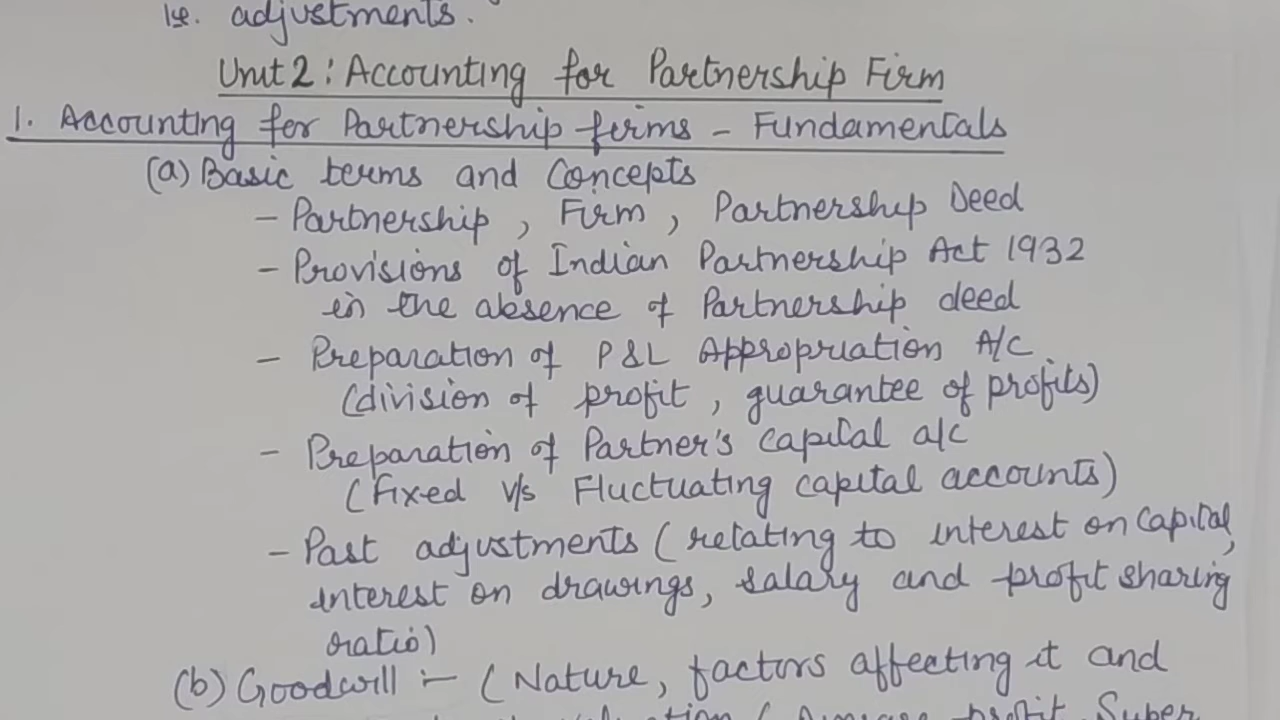 adjustments.
Unit 2 : Accounting for Partnership Firm
1. Accounting for Partnership firms - Fundamentals
(a) Basic terms and Concepts
- Partnership, Firm, Partnership Deed
- Provisions of Indian Partnership Act 1932
in the absence of Partnership deed
- Preparation of P&L Appropriation A/C
(division of profit, guarantee of profits)
- Preparation of Partner's capital a/c
(Fixed v/s Fluctuating capital accounts)
- Past adjustments (relating to interest on capital,
interest on drawings, salary and profit sharing
ratio)
(b) Goodwill :- (Nature, factors affecting it and
profit, Super